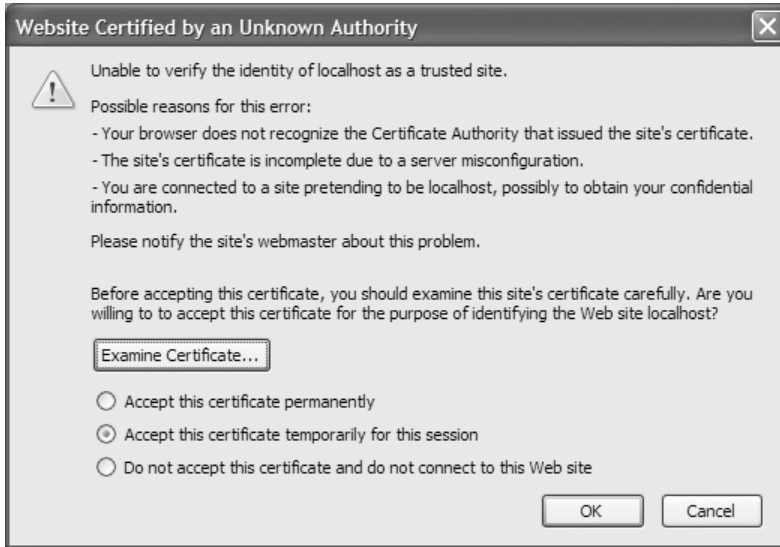 Website Certified by an Unknown Authority
Unable to verify the identity of localhost as a trusted site.
Possible reasons for this error:
- Your browser does not recognize the Certificate Authority that issued the site's certificate.
- The site's certificate is incomplete due to a server misconfiguration.
- You are connected to a site pretending to be localhost, possibly to obtain your confidential
information.
Please notify the site's webmaster about this problem.
Before accepting this certificate, you should examine this site's certificate carefully. Are you
willing to to accept this certificate for the purpose of identifying the Web site localhost?
Examine Certificate...
Accept this certificate permanently
Accept this certificate temporarily for this session
Do not accept this certificate and do not connect to this Web site
OK Cancel